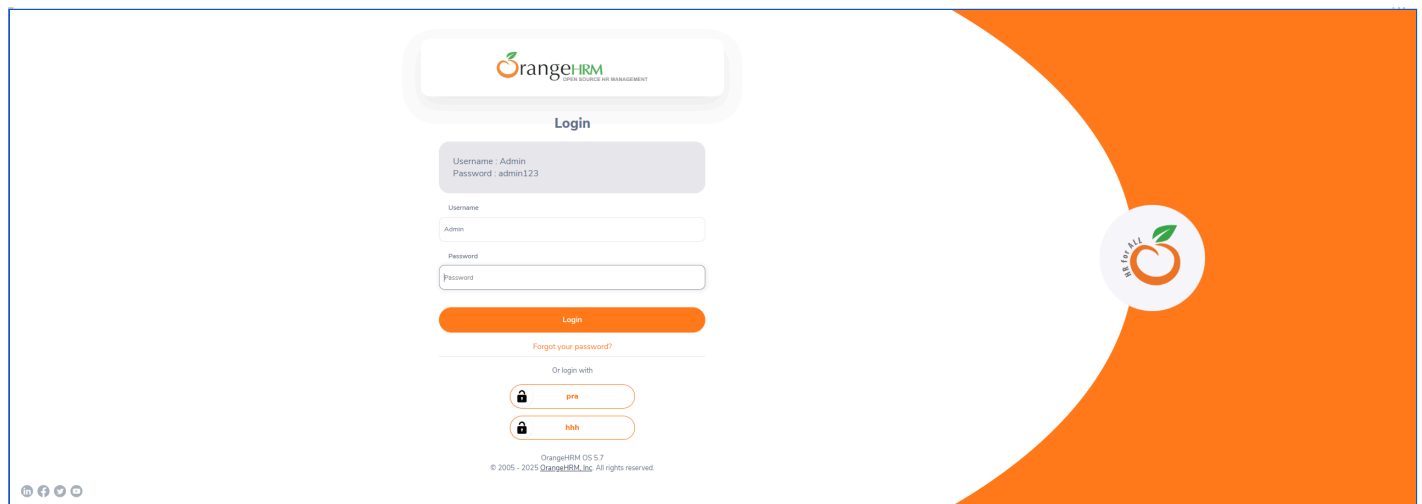 OrangeHRM
OPEN SOURCE HR MANAGEMENT
Login
Username : Admin
Password : admin123
Username
Admin
Password
Password
Login
Forgot your password?
Or login with
pra
hhh
OrangeHRM OS 5.7
© 2005 - 2025 OrangeHRM, Inc. All rights reserved.
HR for ALL